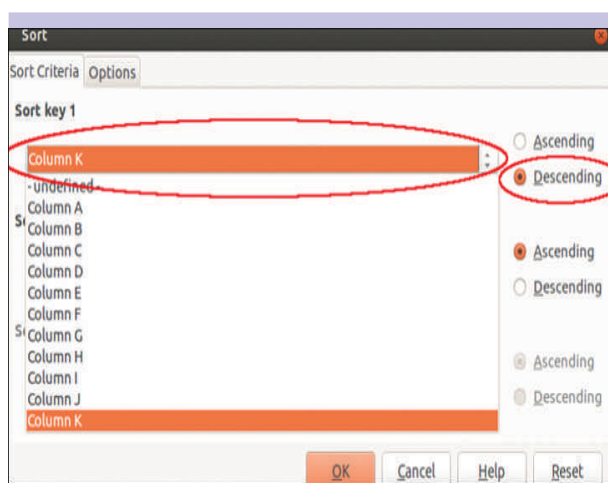 Sort
Sort Criteria Options
Sort key 1
Column K
Ascending
Descending
- undefined -
Column A
Column B
Column C
Column D
Column E
Column F
Column G
Column H
Column I
Column J
Column K
Ascending
Descending
Ascending
Descending
OK Cancel Help Reset